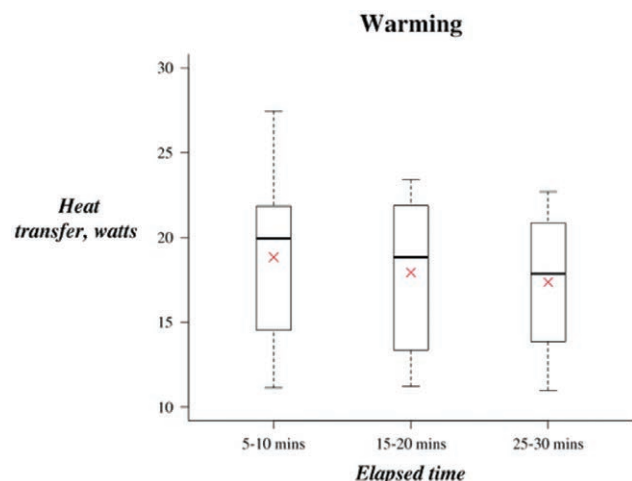 Warming
30
25
20
15
10
Heat
transfer, watts
5-10 mins
15-20 mins
25-30 mins
Elapsed time